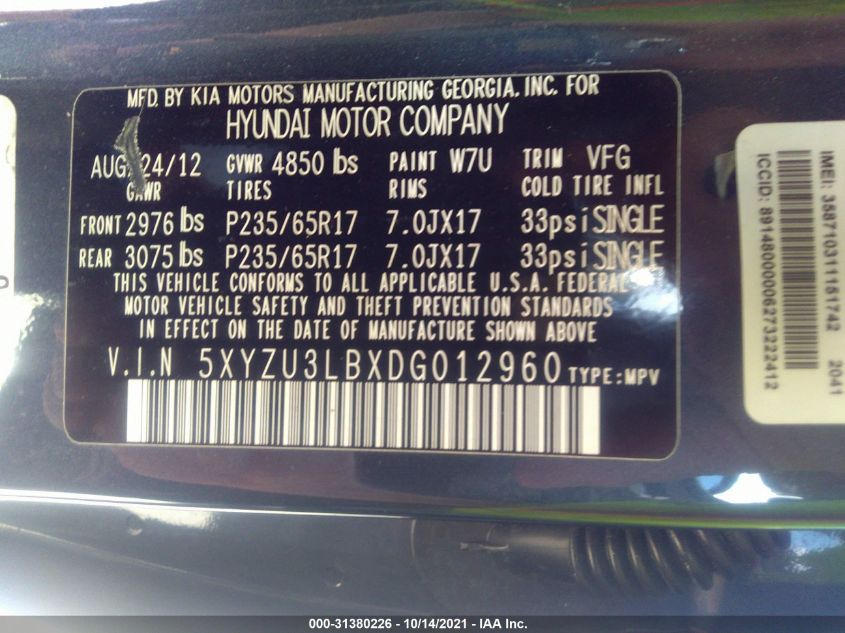 MFD. BY KIA MOTORS MANUFACTURING GEORGIA, INC. FOR
HYUNDAI MOTOR COMPANY
AUG 24/12 GVWR 4850 lbs PAINT W7U TRIM VFG
GAWR TIRES RIMS COLD TIRE INFL
FRONT 2976 lbs P235/65R17 7.0JX17 33psi SINGLE
REAR 3075 lbs P235/65R17 7.0JX17 33psi SINGLE
THIS VEHICLE CONFORMS TO ALL APPLICABLE U.S.A. FEDERAL
MOTOR VEHICLE SAFETY AND THEFT PREVENTION STANDARDS
IN EFFECT ON THE DATE OF MANUFACTURE SHOWN ABOVE
V.I.N 5XYZU3LBXDG012960 TYPE:MPV
IMEI: 358710311181742 2041
ICCID: 89148000006273222412
000-31380226 - 10/14/2021 - IAA Inc.